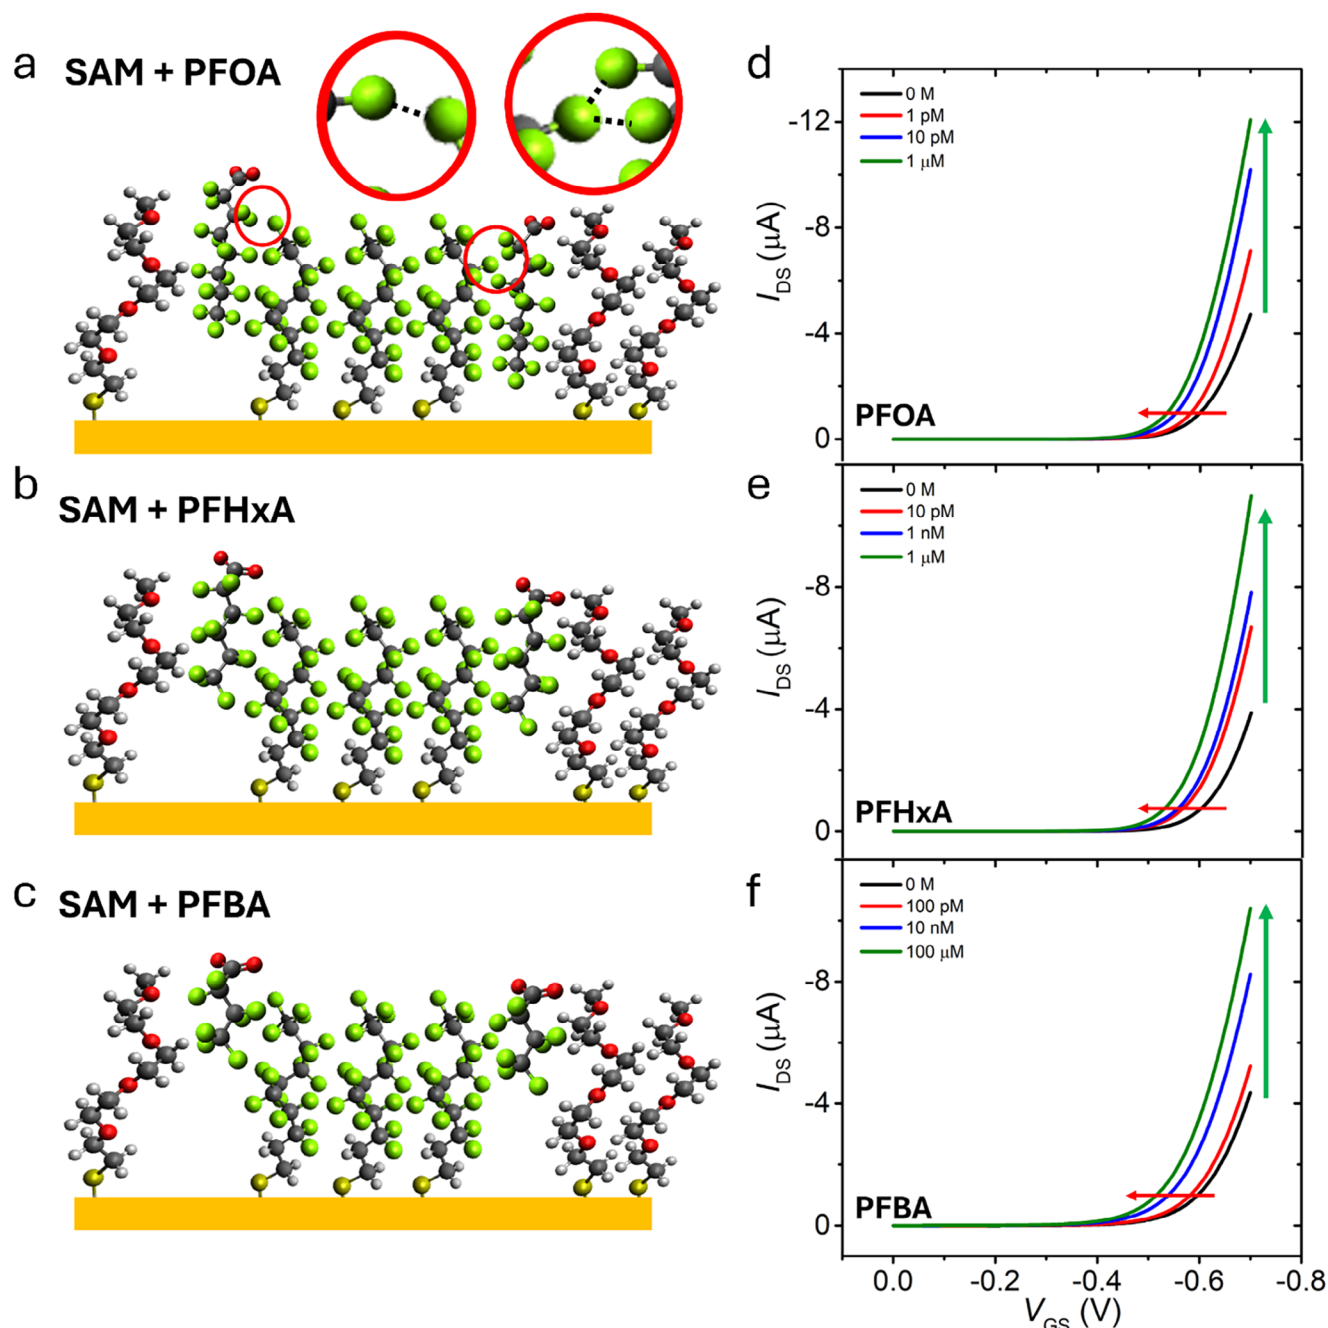 a SAM + PFOA
b SAM + PFHxA
c SAM + PFBA
d
-12
-8
-4
0
I_DS (μA)
0 M
1 pM
10 pM
1 μM
PFOA
e
-8
-4
0
I_DS (μA)
0 M
10 pM
1 nM
1 μM
PFHxA
f
-8
-4
0
I_DS (μA)
0 M
100 pM
10 nM
100 μM
PFBA
0.0 -0.2 -0.4 -0.6 -0.8
V_GS (V)